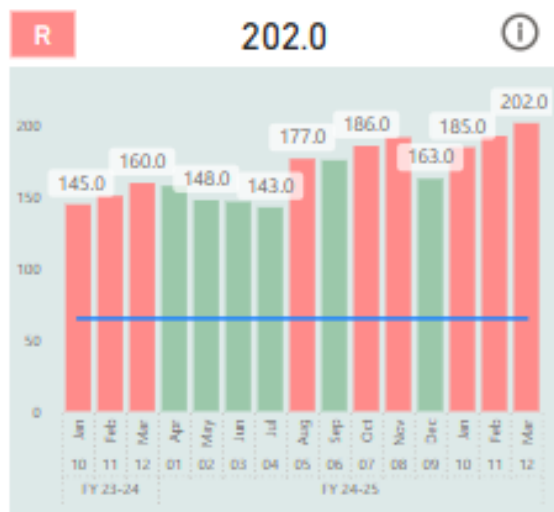 R 202.0 i
202.0
200 177.0 186.0 185.0
160.0 163.0
145.0 148.0 143.0
150
100
50
0
Jan Feb Mar Apr May Jun Jul Aug Sep Oct Nov Dec Jan Feb Mar
10 11 12 01 02 03 04 05 06 07 08 09 10 11 12
FY 23-24 FY 24-25